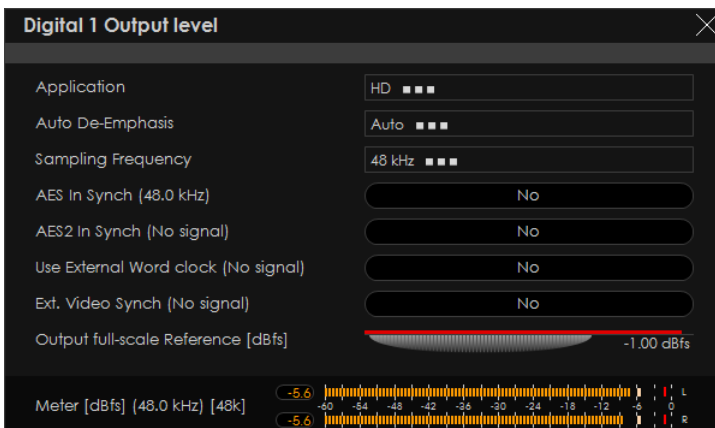 Digital 1 Output level
Application HD
Auto De-Emphasis Auto
Sampling Frequency 48 kHz
AES In Synch (48.0 kHz) No
AES2 In Synch (No signal) No
Use External Word clock (No signal) No
Ext. Video Synch (No signal) No
Output full-scale Reference [dBfs] -1.00 dBfs
-5.6 L
Meter [dBfs] (48.0 kHz) [48k] -60 -54 -48 -42 -36 -30 -24 -18 -12 -6 0
-5.6 R